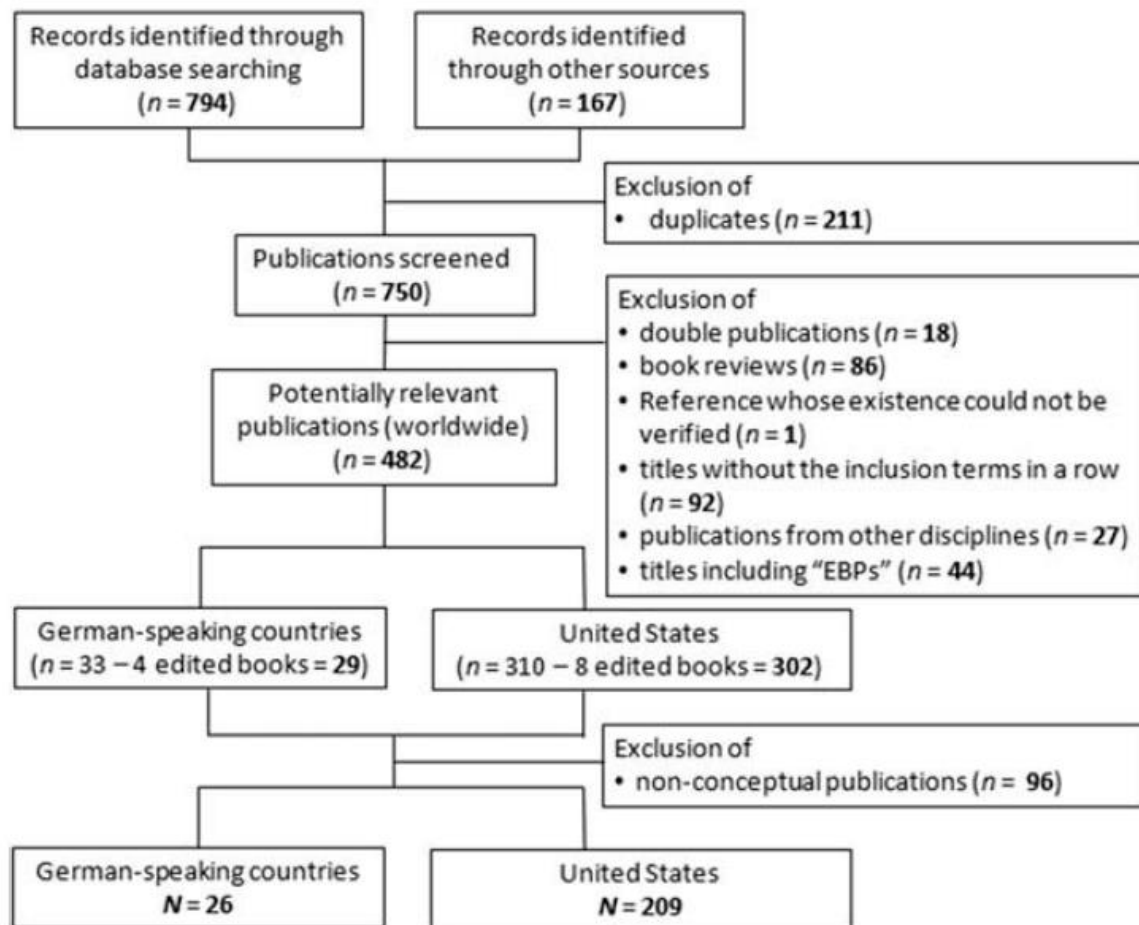 Records identified through
database searching
(n = 794)
Records identified
through other sources
(n = 167)
Exclusion of
• duplicates (n = 211)
Publications screened
(n = 750)
Exclusion of
• double publications (n = 18)
• book reviews (n = 86)
• Reference whose existence could not be
verified (n = 1)
• titles without the inclusion terms in a row
(n = 92)
• publications from other disciplines (n = 27)
• titles including “EBPs” (n = 44)
Potentially relevant
publications (worldwide)
(n = 482)
German-speaking countries
(n = 33 – 4 edited books = 29)
United States
(n = 310 – 8 edited books = 302)
Exclusion of
• non-conceptual publications (n = 96)
German-speaking countries
N = 26
United States
N = 209